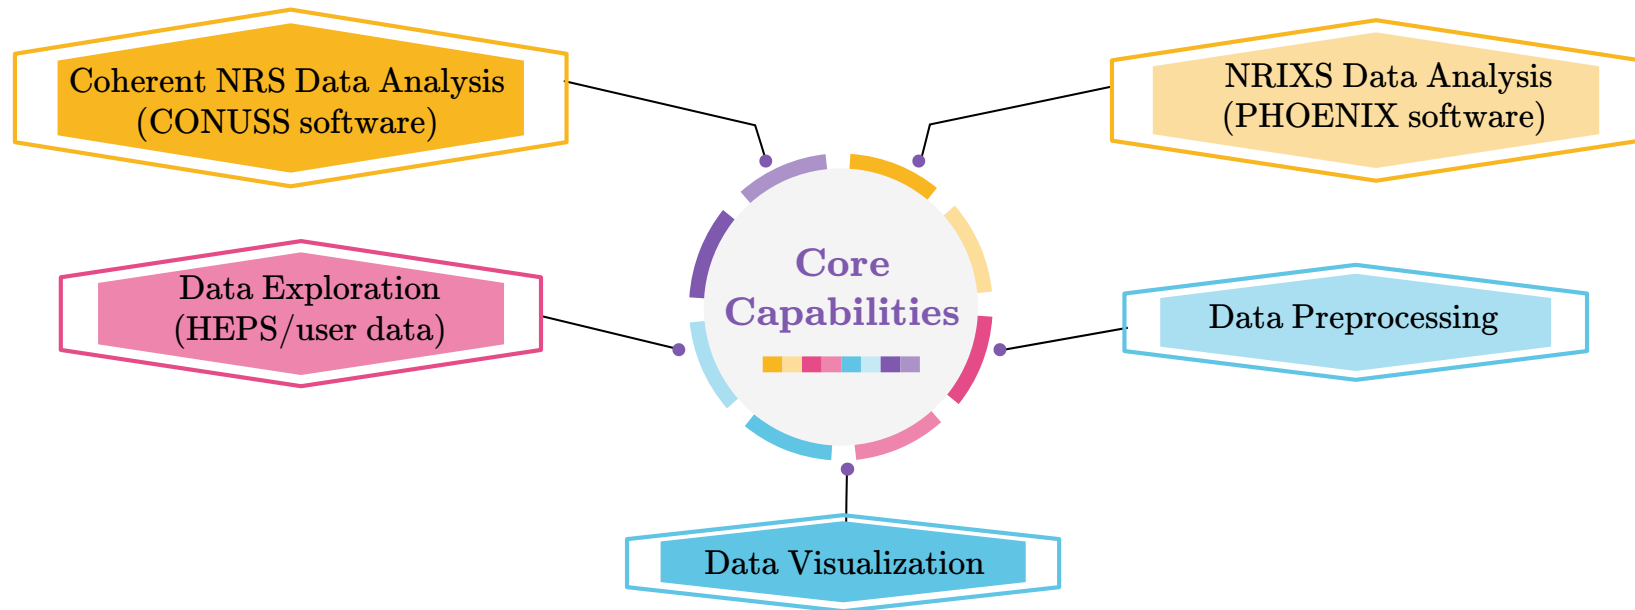 Coherent NRS Data Analysis
(CONUSS software)
NRIXS Data Analysis
(PHOENIX software)
Core
Capabilities
Data Exploration
(HEPS/user data)
Data Preprocessing
Data Visualization